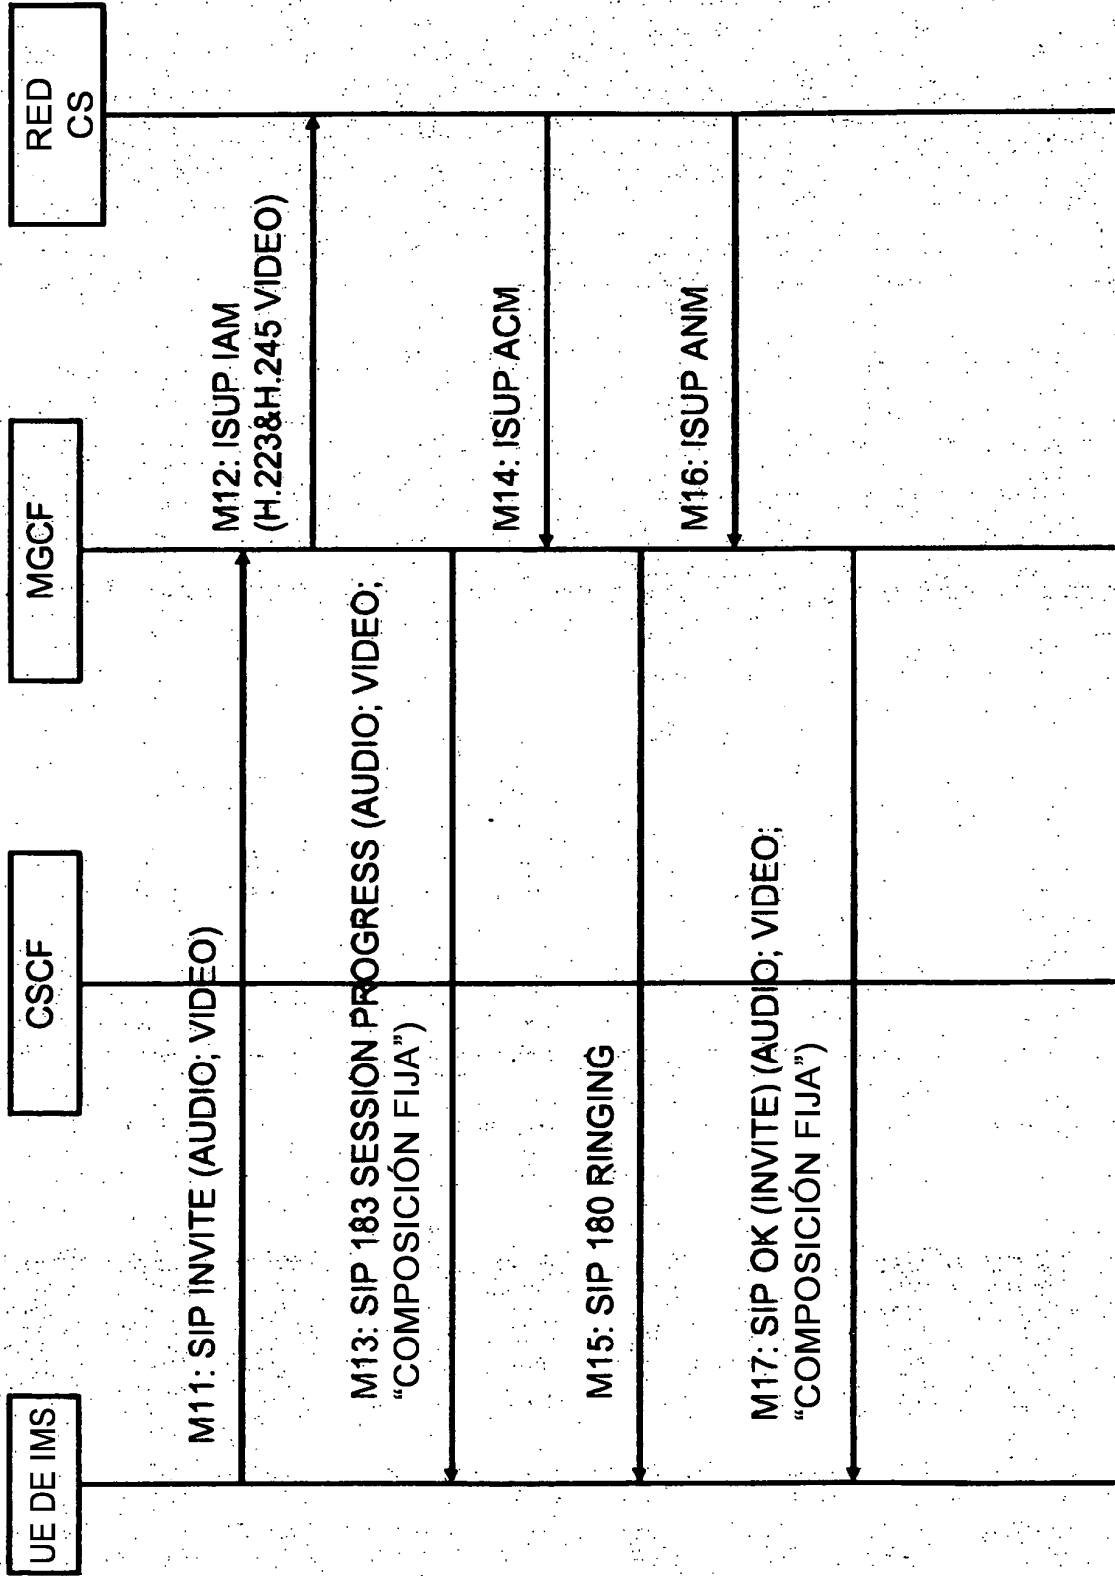 UE DE IMS
CSCF
MGCF
RED
CS
M11: SIP INVITE (AUDIO; VIDEO)
M12: ISUP IAM
(H.223&H.245 VIDEO)
M13: SIP 183 SESSION PROGRESS (AUDIO; VIDEO;
“COMPOSICIÓN FIJA”)
M14: ISUP ACM
M15: SIP 180 RINGING
M16: ISUP ANM
M17: SIP OK (INVITE) (AUDIO; VIDEO;
“COMPOSICIÓN FIJA”)